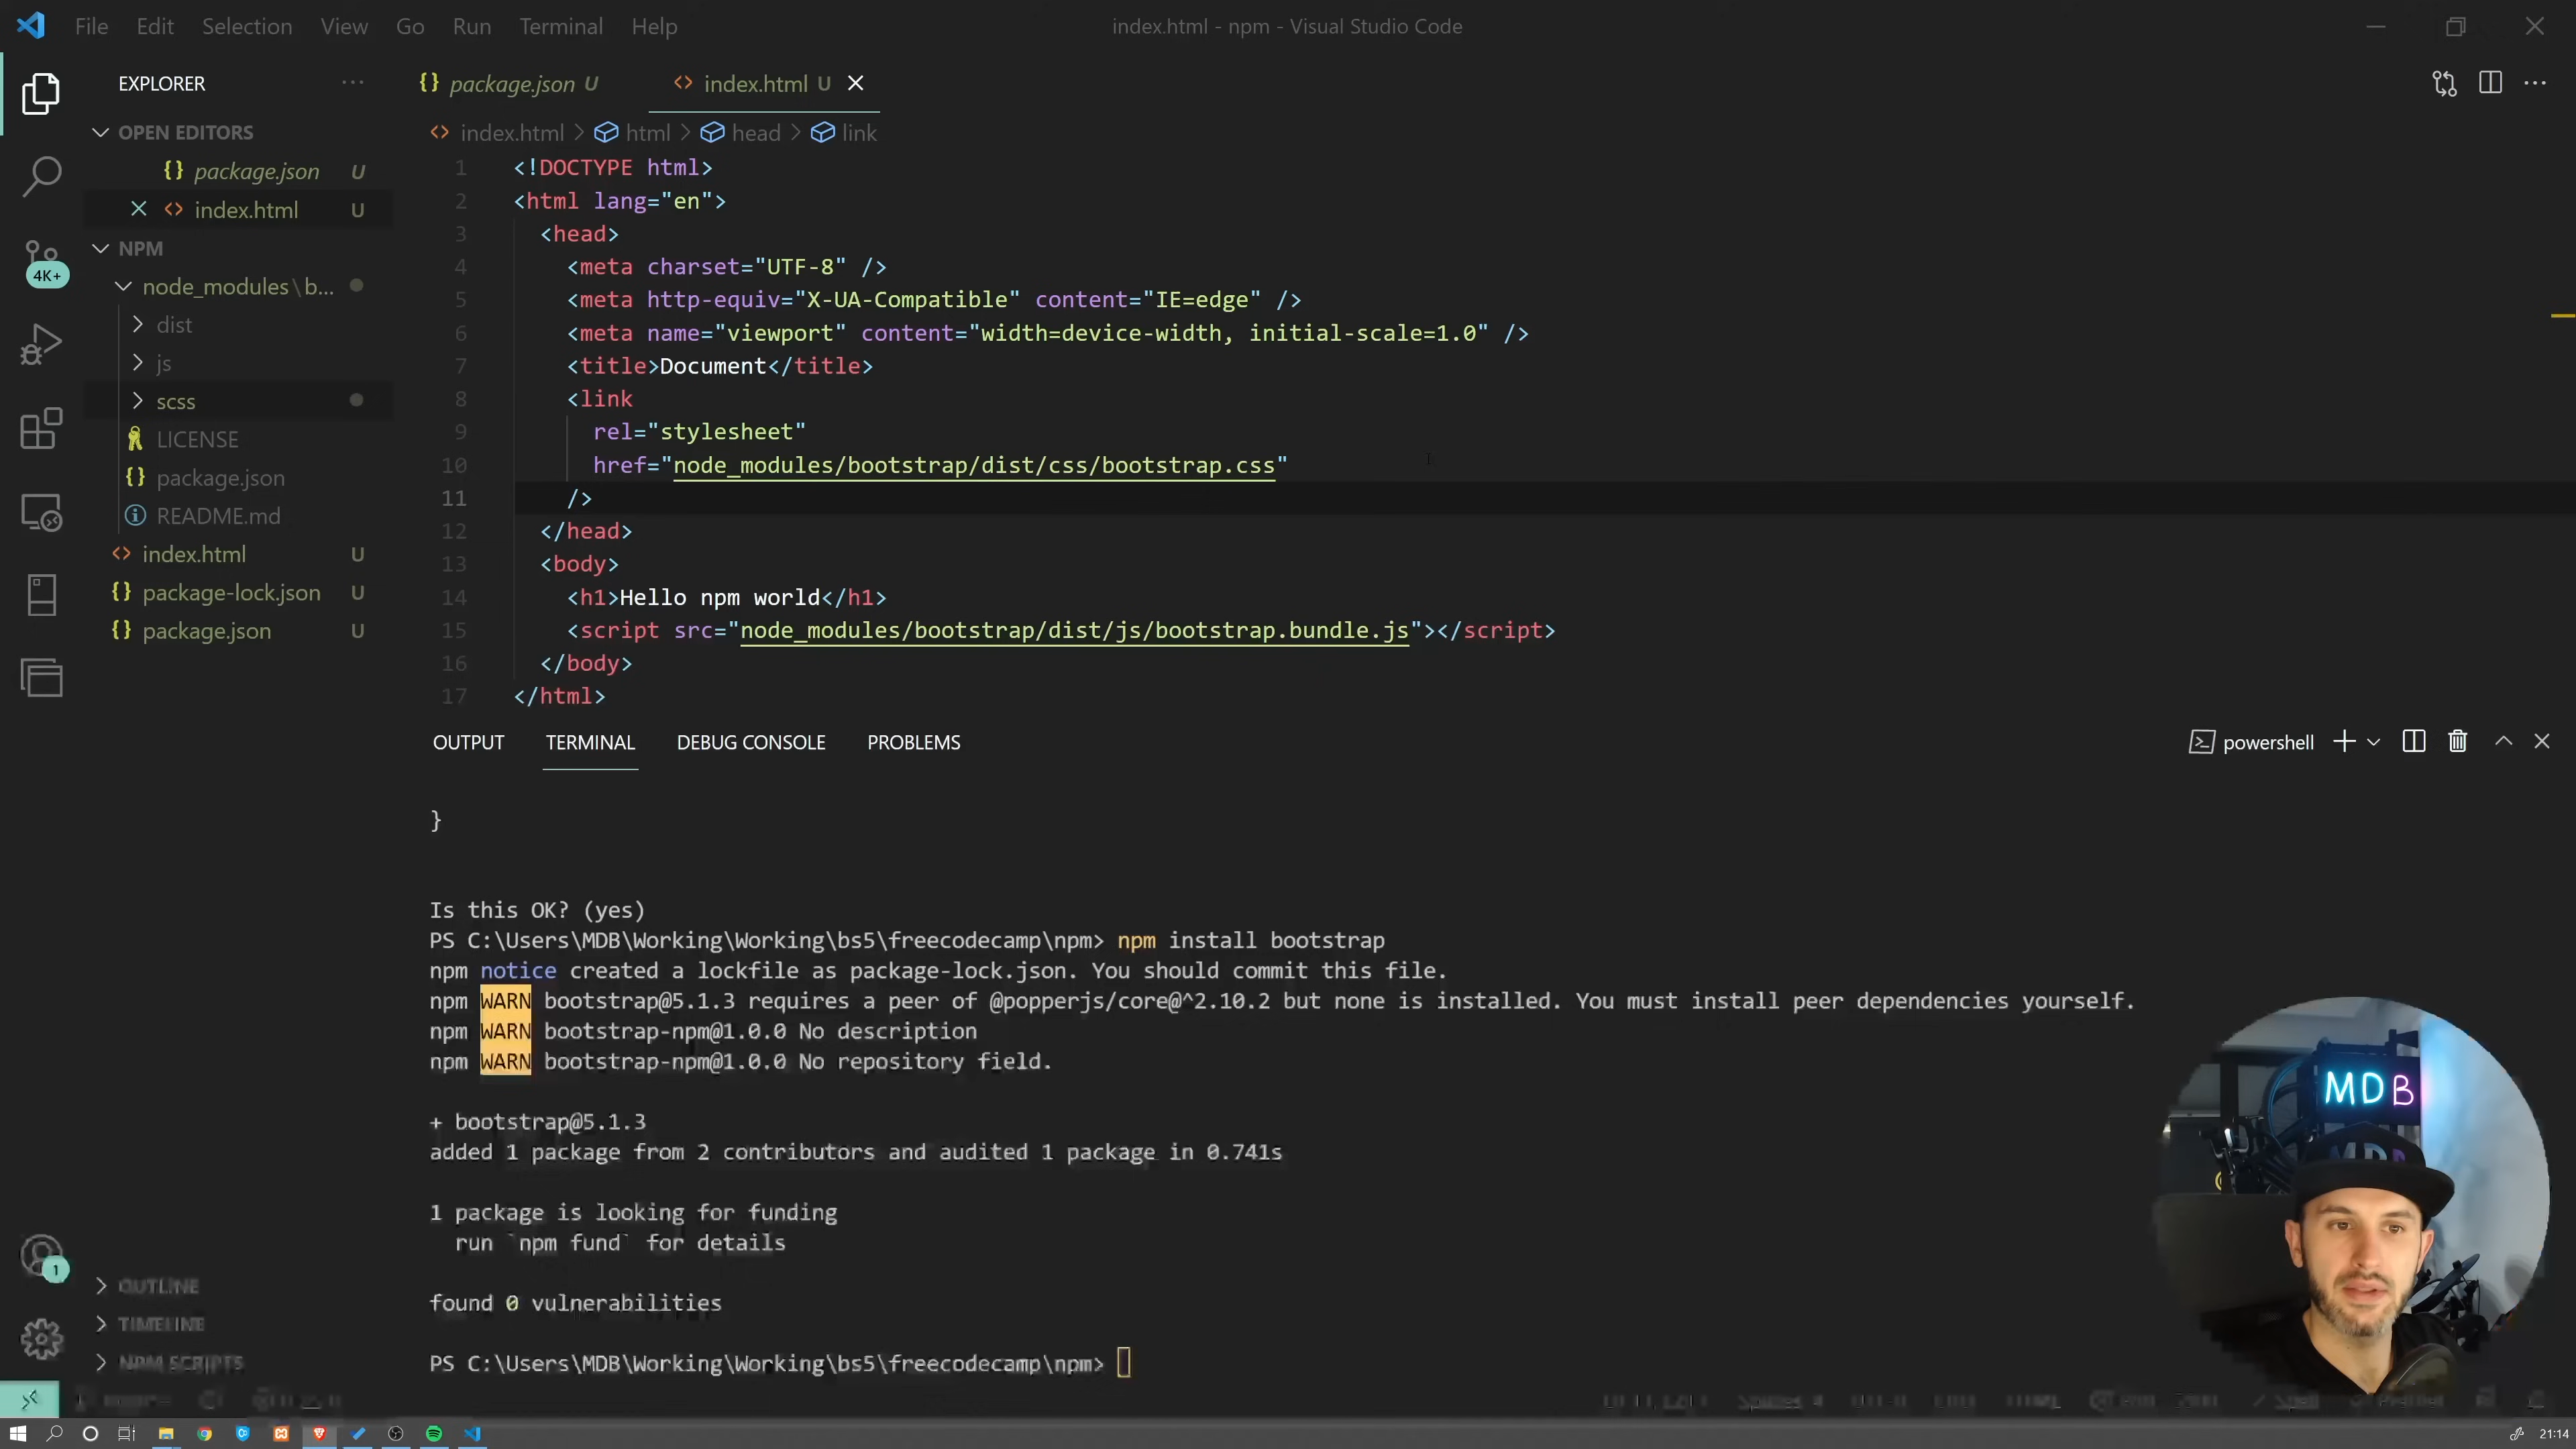 File Edit Selection View Go Run Terminal Help
index.html - npm - Visual Studio Code
EXPLORER
OPEN EDITORS
package.json U
index.html U
NPM
4K+
node_modules\b...
dist
js
scss
LICENSE
package.json
README.md
index.html U
package-lock.json U
package.json U
OUTLINE
TIMELINE
NPM SCRIPTS
1
package.json U index.html U
index.html > html > head > link
1 <!DOCTYPE html>
2 <html lang="en">
3 <head>
4 <meta charset="UTF-8" />
5 <meta http-equiv="X-UA-Compatible" content="IE=edge" />
6 <meta name="viewport" content="width=device-width, initial-scale=1.0" />
7 <title>Document</title>
8 <link
9 rel="stylesheet"
10 href="node_modules/bootstrap/dist/css/bootstrap.css"
11 />
12 </head>
13 <body>
14 <h1>Hello npm world</h1>
15 <script src="node_modules/bootstrap/dist/js/bootstrap.bundle.js"></script>
16 </body>
17 </html>
OUTPUT TERMINAL DEBUG CONSOLE PROBLEMS
powershell
}
Is this OK? (yes)
PS C:\Users\MDB\Working\Working\bs5\freecodecamp\npm> npm install bootstrap
npm notice created a lockfile as package-lock.json. You should commit this file.
npm WARN bootstrap@5.1.3 requires a peer of @popperjs/core@^2.10.2 but none is installed. You must install peer dependencies yourself.
npm WARN bootstrap-npm@1.0.0 No description
npm WARN bootstrap-npm@1.0.0 No repository field.
+ bootstrap@5.1.3
added 1 package from 2 contributors and audited 1 package in 0.741s
1 package is looking for funding
run `npm fund` for details
found 0 vulnerabilities
PS C:\Users\MDB\Working\Working\bs5\freecodecamp\npm>
MDB
MDB
21:14